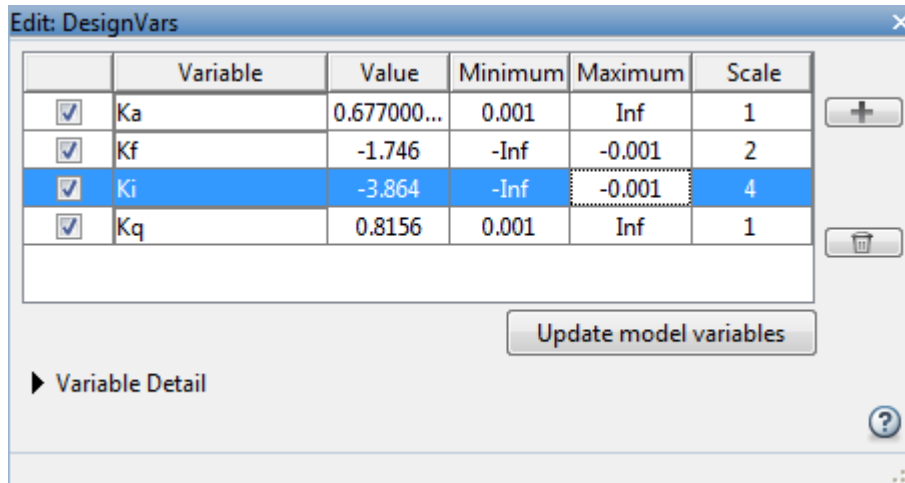 Edit: DesignVars
Variable Value Minimum Maximum Scale
Ka 0.677000... 0.001 Inf 1
Kf -1.746 -Inf -0.001 2
Ki -3.864 -Inf -0.001 4
Kq 0.8156 0.001 Inf 1
Update model variables
Variable Detail